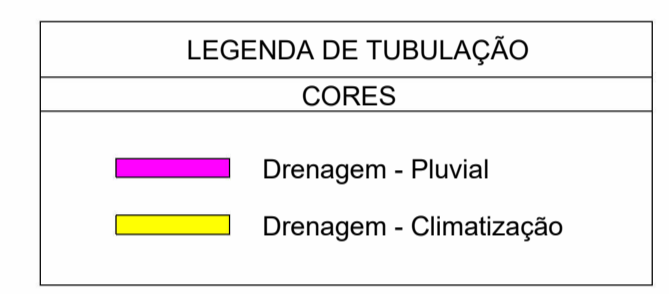 LEGENDA DE TUBULAÇÃO
CORES
Drenagem - Pluvial
Drenagem - Climatização